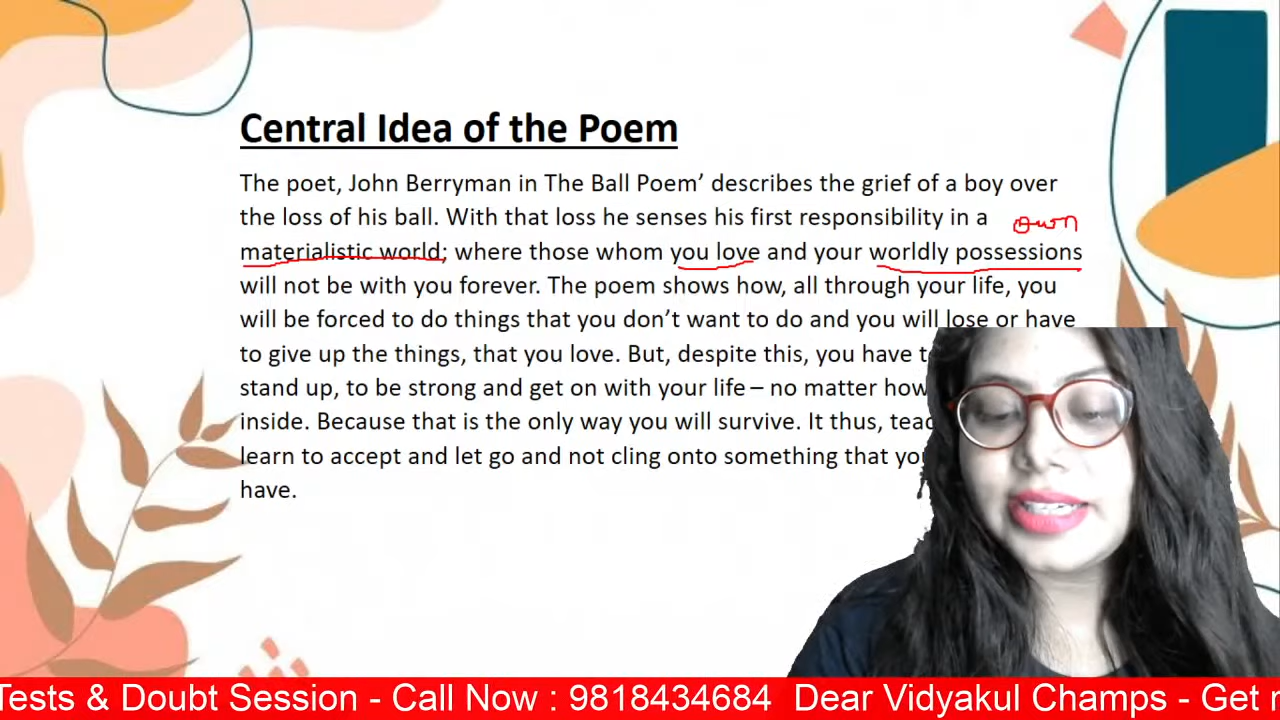 Central Idea of the Poem
The poet, John Berryman in The Ball Poem’ describes the grief of a boy over
the loss of his ball. With that loss he senses his first responsibility in a
own
materialistic world; where those whom you love and your worldly possessions
will not be with you forever. The poem shows how, all through your life, you
will be forced to do things that you don’t want to do and you will lose or have
to give up the things, that you love. But, despite this, you have
stand up, to be strong and get on with your life – no matter how
inside. Because that is the only way you will survive. It thus,
learn to accept and let go and not cling onto something that
have.
Tests & Doubt Session - Call Now : 9818434684 Dear Vidyakul Champs - Get